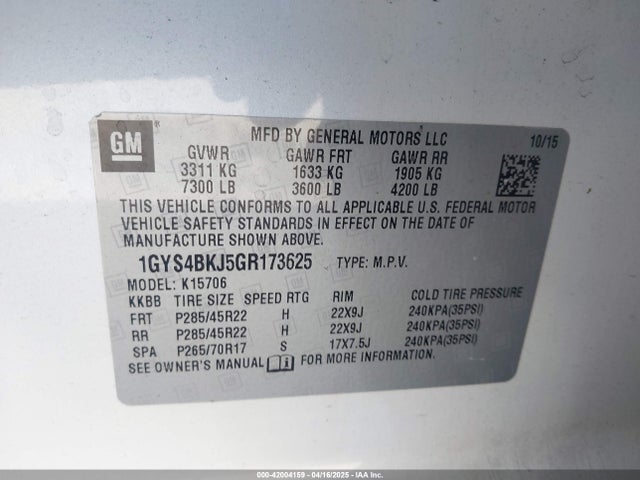 GM
MFD BY GENERAL MOTORS LLC 10/15
GVWR GAWR FRT GAWR RR
3311 KG 1633 KG 1905 KG
7300 LB 3600 LB 4200 LB
THIS VEHICLE CONFORMS TO ALL APPLICABLE U.S. FEDERAL MOTOR
VEHICLE SAFETY STANDARDS IN EFFECT ON THE DATE OF
MANUFACTURE SHOWN ABOVE.
1GYS4BKJ5GR173625 TYPE: M.P.V.
MODEL: K15706
KKBB TIRE SIZE SPEED RTG RIM COLD TIRE PRESSURE
FRT P285/45R22 H 22X9J 240KPA(35PSI)
RR P285/45R22 H 22X9J 240KPA(35PSI)
SPA P265/70R17 S 17X7.5J 240KPA(35PSI)
SEE OWNER'S MANUAL FOR MORE INFORMATION.
000-42004159 - 04/16/2025 - IAAI.COM